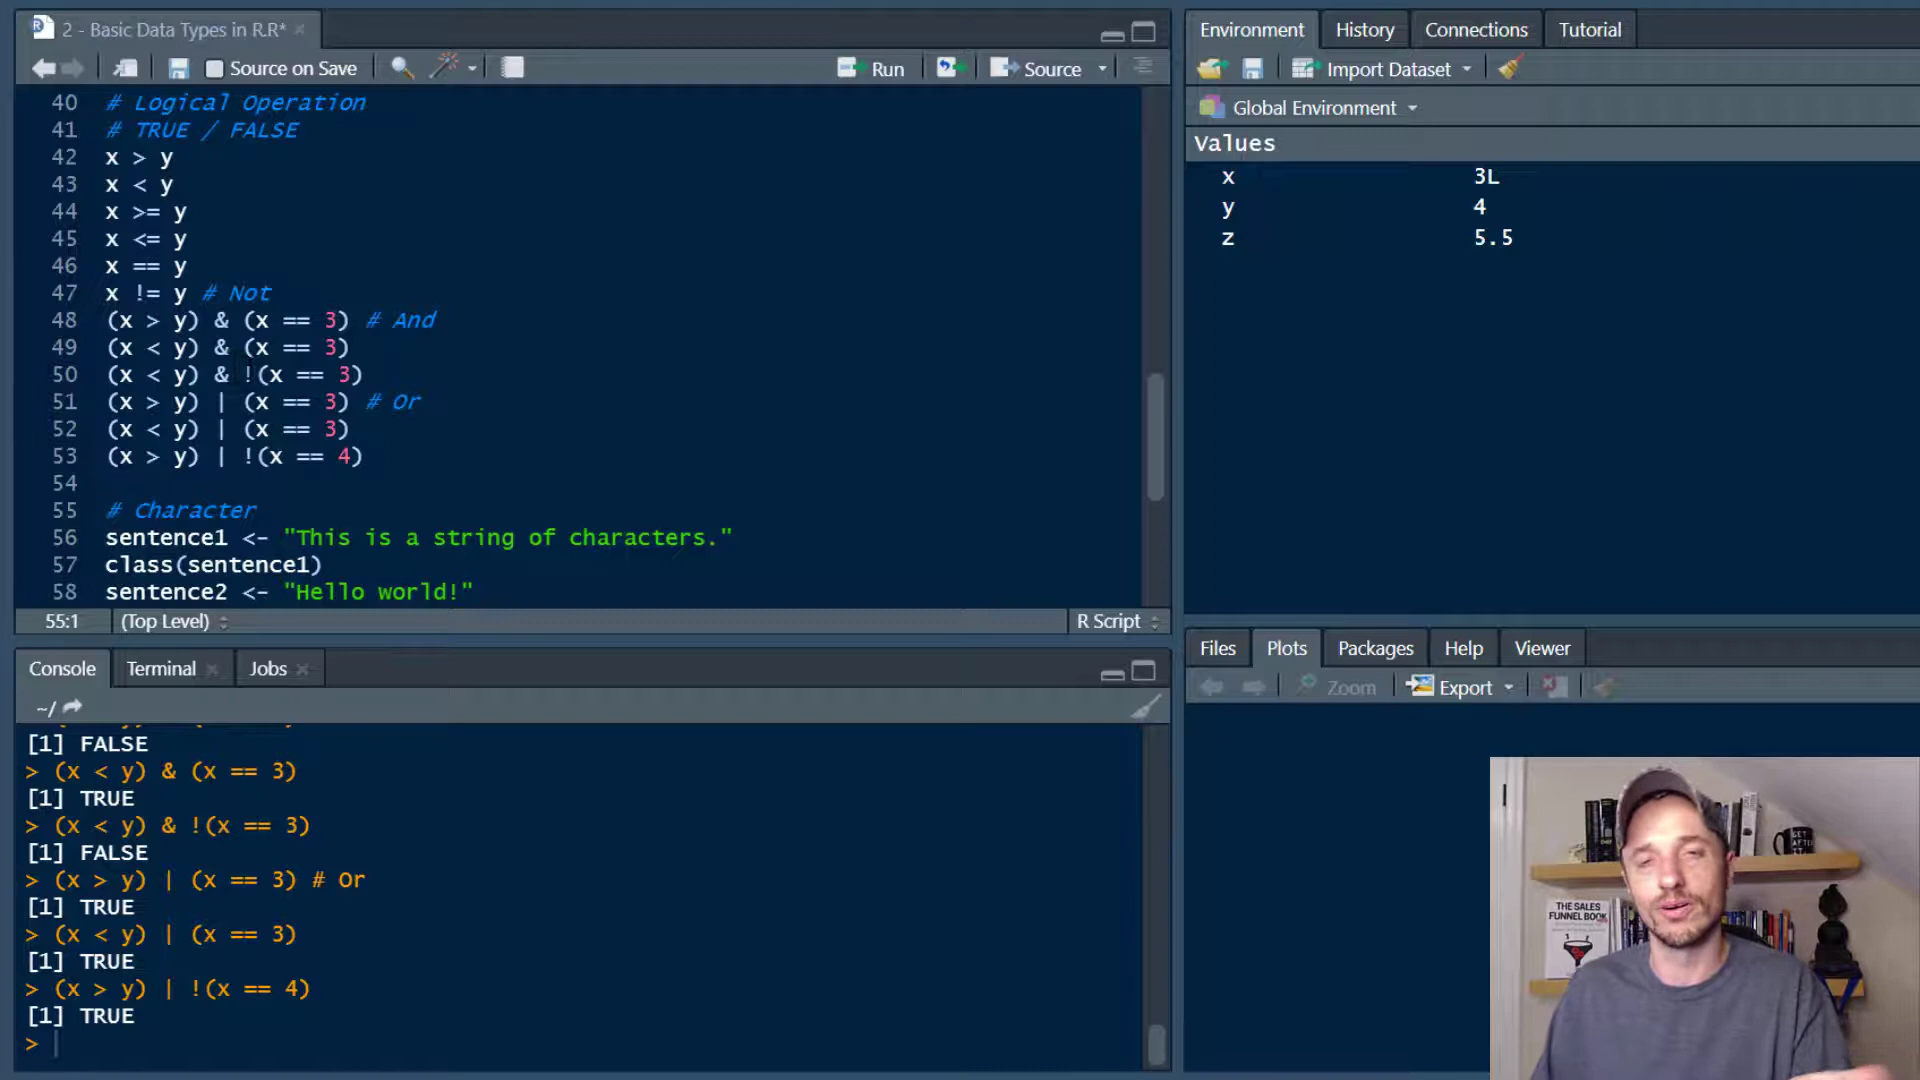 2 - Basic Data Types in R.R*
Source on Save
Run
Source
40 # Logical Operation
41 # TRUE / FALSE
42 x > y
43 x < y
44 x >= y
45 x <= y
46 x == y
47 x != y # Not
48 (x > y) & (x == 3) # And
49 (x < y) & (x == 3)
50 (x < y) & !(x == 3)
51 (x > y) | (x == 3) # Or
52 (x < y) | (x == 3)
53 (x > y) | !(x == 4)
54
55 # Character
56 sentence1 <- "This is a string of characters."
57 class(sentence1)
58 sentence2 <- "Hello world!"
55:1 (Top Level) R Script
Console Terminal Jobs
~/
[1] FALSE
> (x < y) & (x == 3)
[1] TRUE
> (x < y) & !(x == 3)
[1] FALSE
> (x > y) | (x == 3) # Or
[1] TRUE
> (x < y) | (x == 3)
[1] TRUE
> (x > y) | !(x == 4)
[1] TRUE
>
Environment History Connections Tutorial
Import Dataset
Global Environment
Values
x 3L
y 4
z 5.5
Files Plots Packages Help Viewer
Zoom Export
THE SALES
FUNNEL BOOK